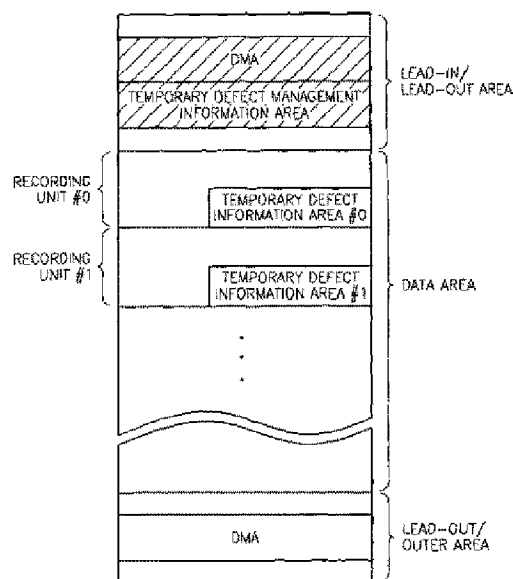 DMA
TEMPORARY DEFECT MANAGEMENT
INFORMATION AREA
LEAD-IN/
LEAD-OUT AREA
RECORDING
UNIT #0
TEMPORARY DEFECT
INFORMATION AREA #0
RECORDING
UNIT #1
TEMPORARY DEFECT
INFORMATION AREA #1
DATA AREA
DMA
LEAD-OUT/
OUTER AREA